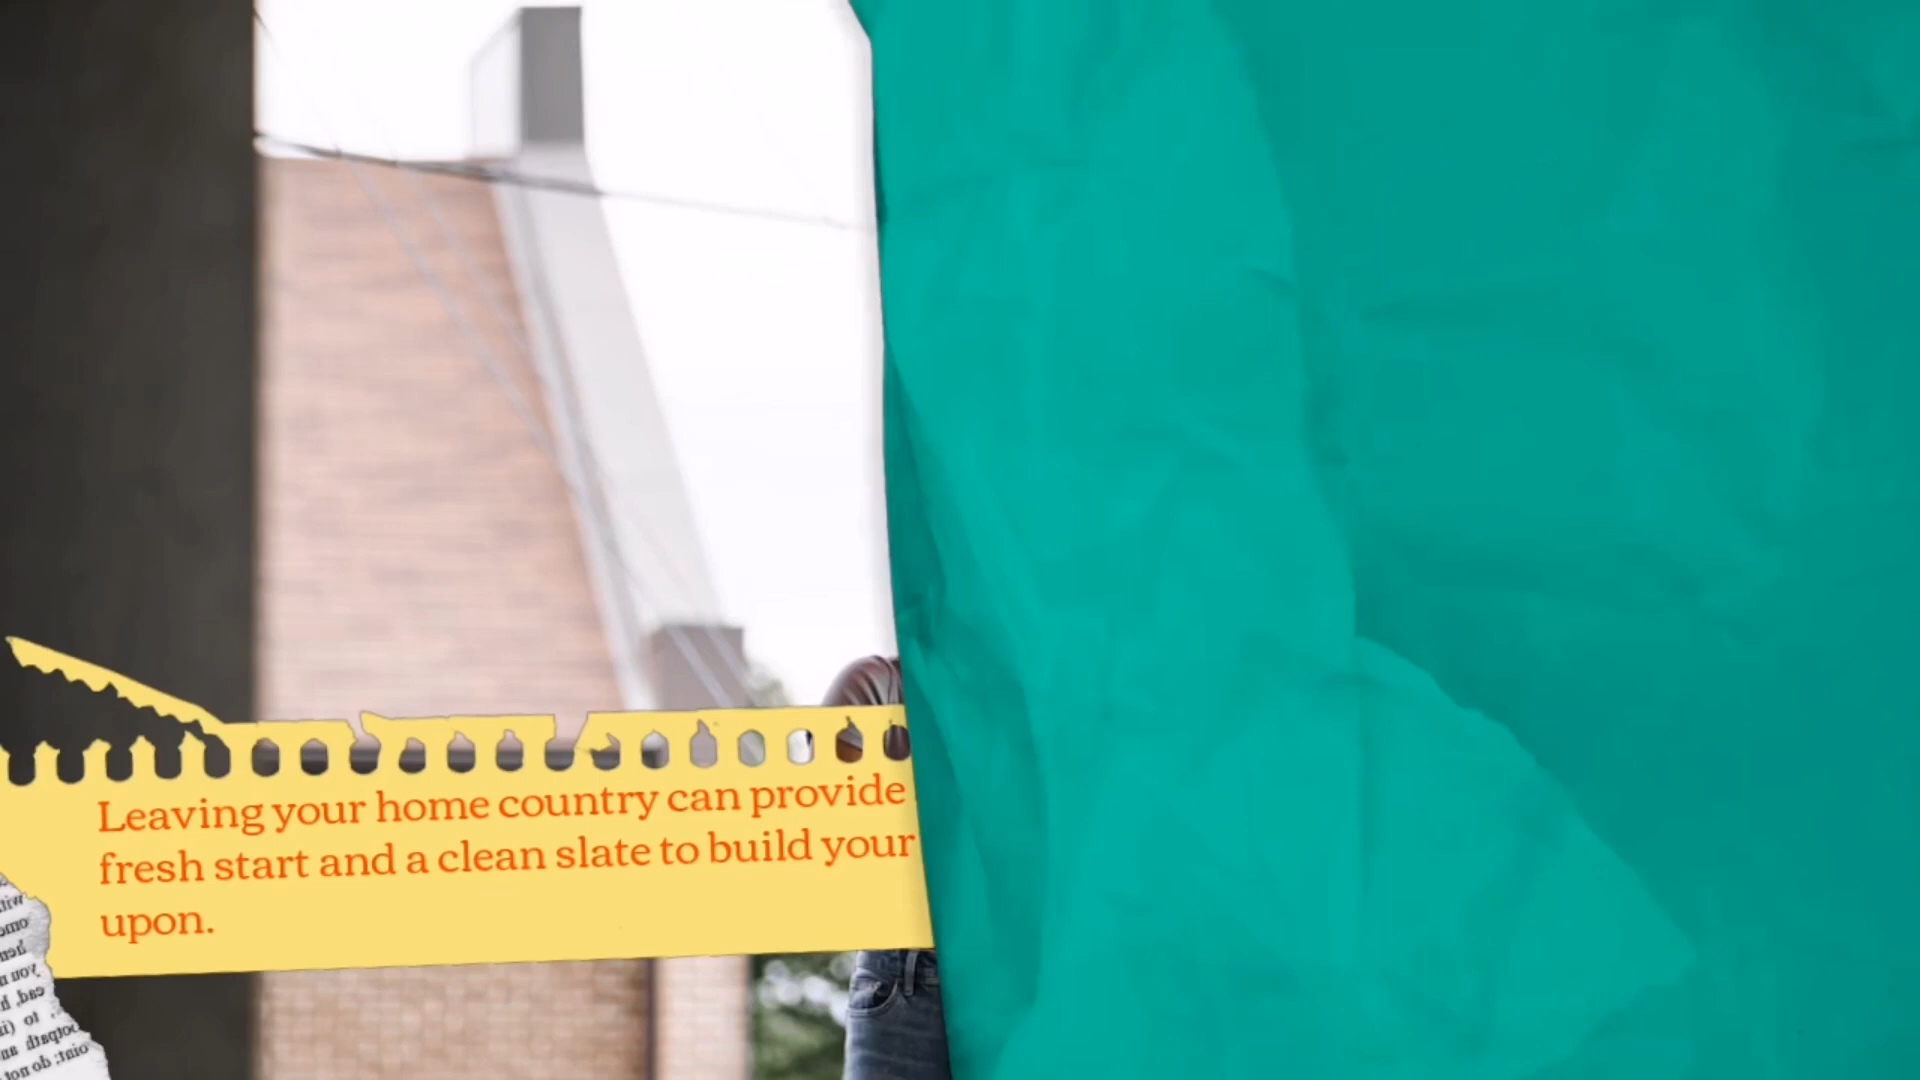 Leaving your home country can provide
fresh start and a clean slate to build your
upon.